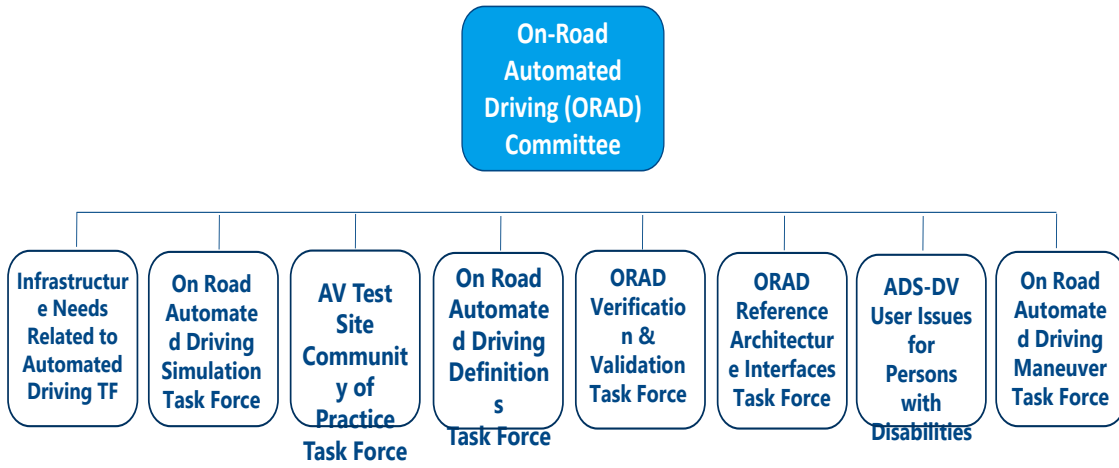 On-Road
Automated
Driving (ORAD)
Committee
Infrastructur
e Needs
Related to
Automated
Driving TF
On Road
Automate
d Driving
Simulation
Task Force
AV Test
Site
Communit
y of
Practice
Task Force
On Road
Automate
d Driving
Definition
s
Task Force
ORAD
Verificatio
n &
Validation
Task Force
ORAD
Reference
Architectur
e Interfaces
Task Force
ADS-DV
User Issues
for
Persons
with
Disabilities
On Road
Automate
d Driving
Maneuver
Task Force